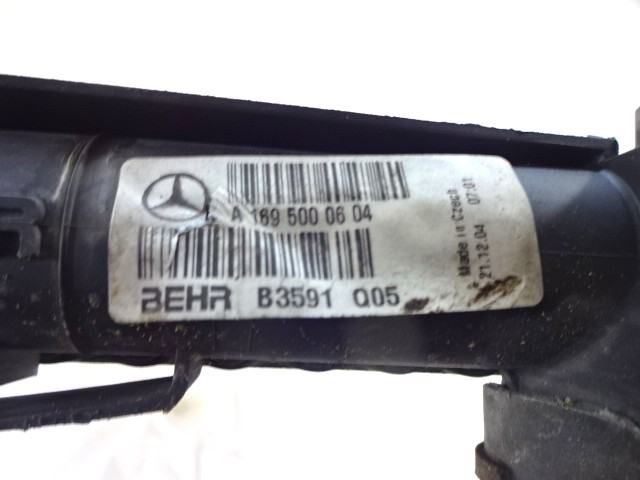 A 169 500 06 04
BEHR B3591 Q05
Made in Czech
21.12.04 07:01